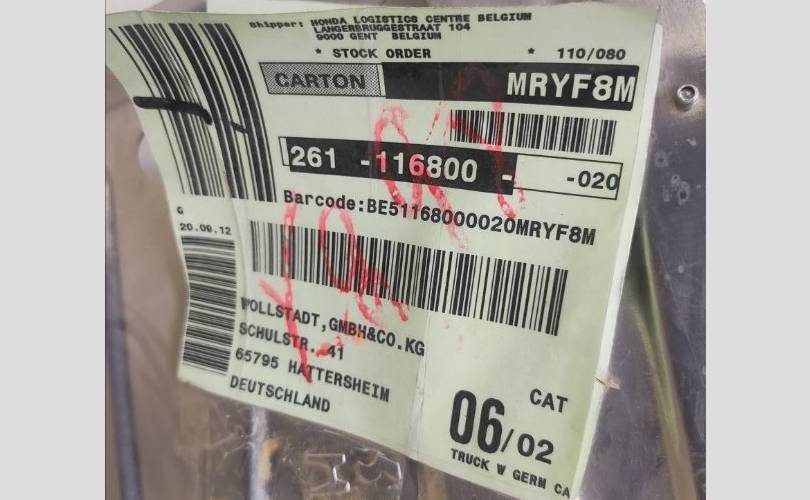 Shipper: HONDA LOGISTICS CENTRE BELGIUM
LANGERBRUGGESTRAAT 104
9000 GENT BELGIUM
* STOCK ORDER * 110/080
CARTON MRYF8M
261 -116800 - -020
Barcode:BE51168000020MRYF8M
G
20.09.12
WOLLSTADT,GMBH&CO.KG
SCHULSTR. 41
65795 HATTERSHEIM
DEUTSCHLAND
CAT
06/02
TRUCK W GERM CA